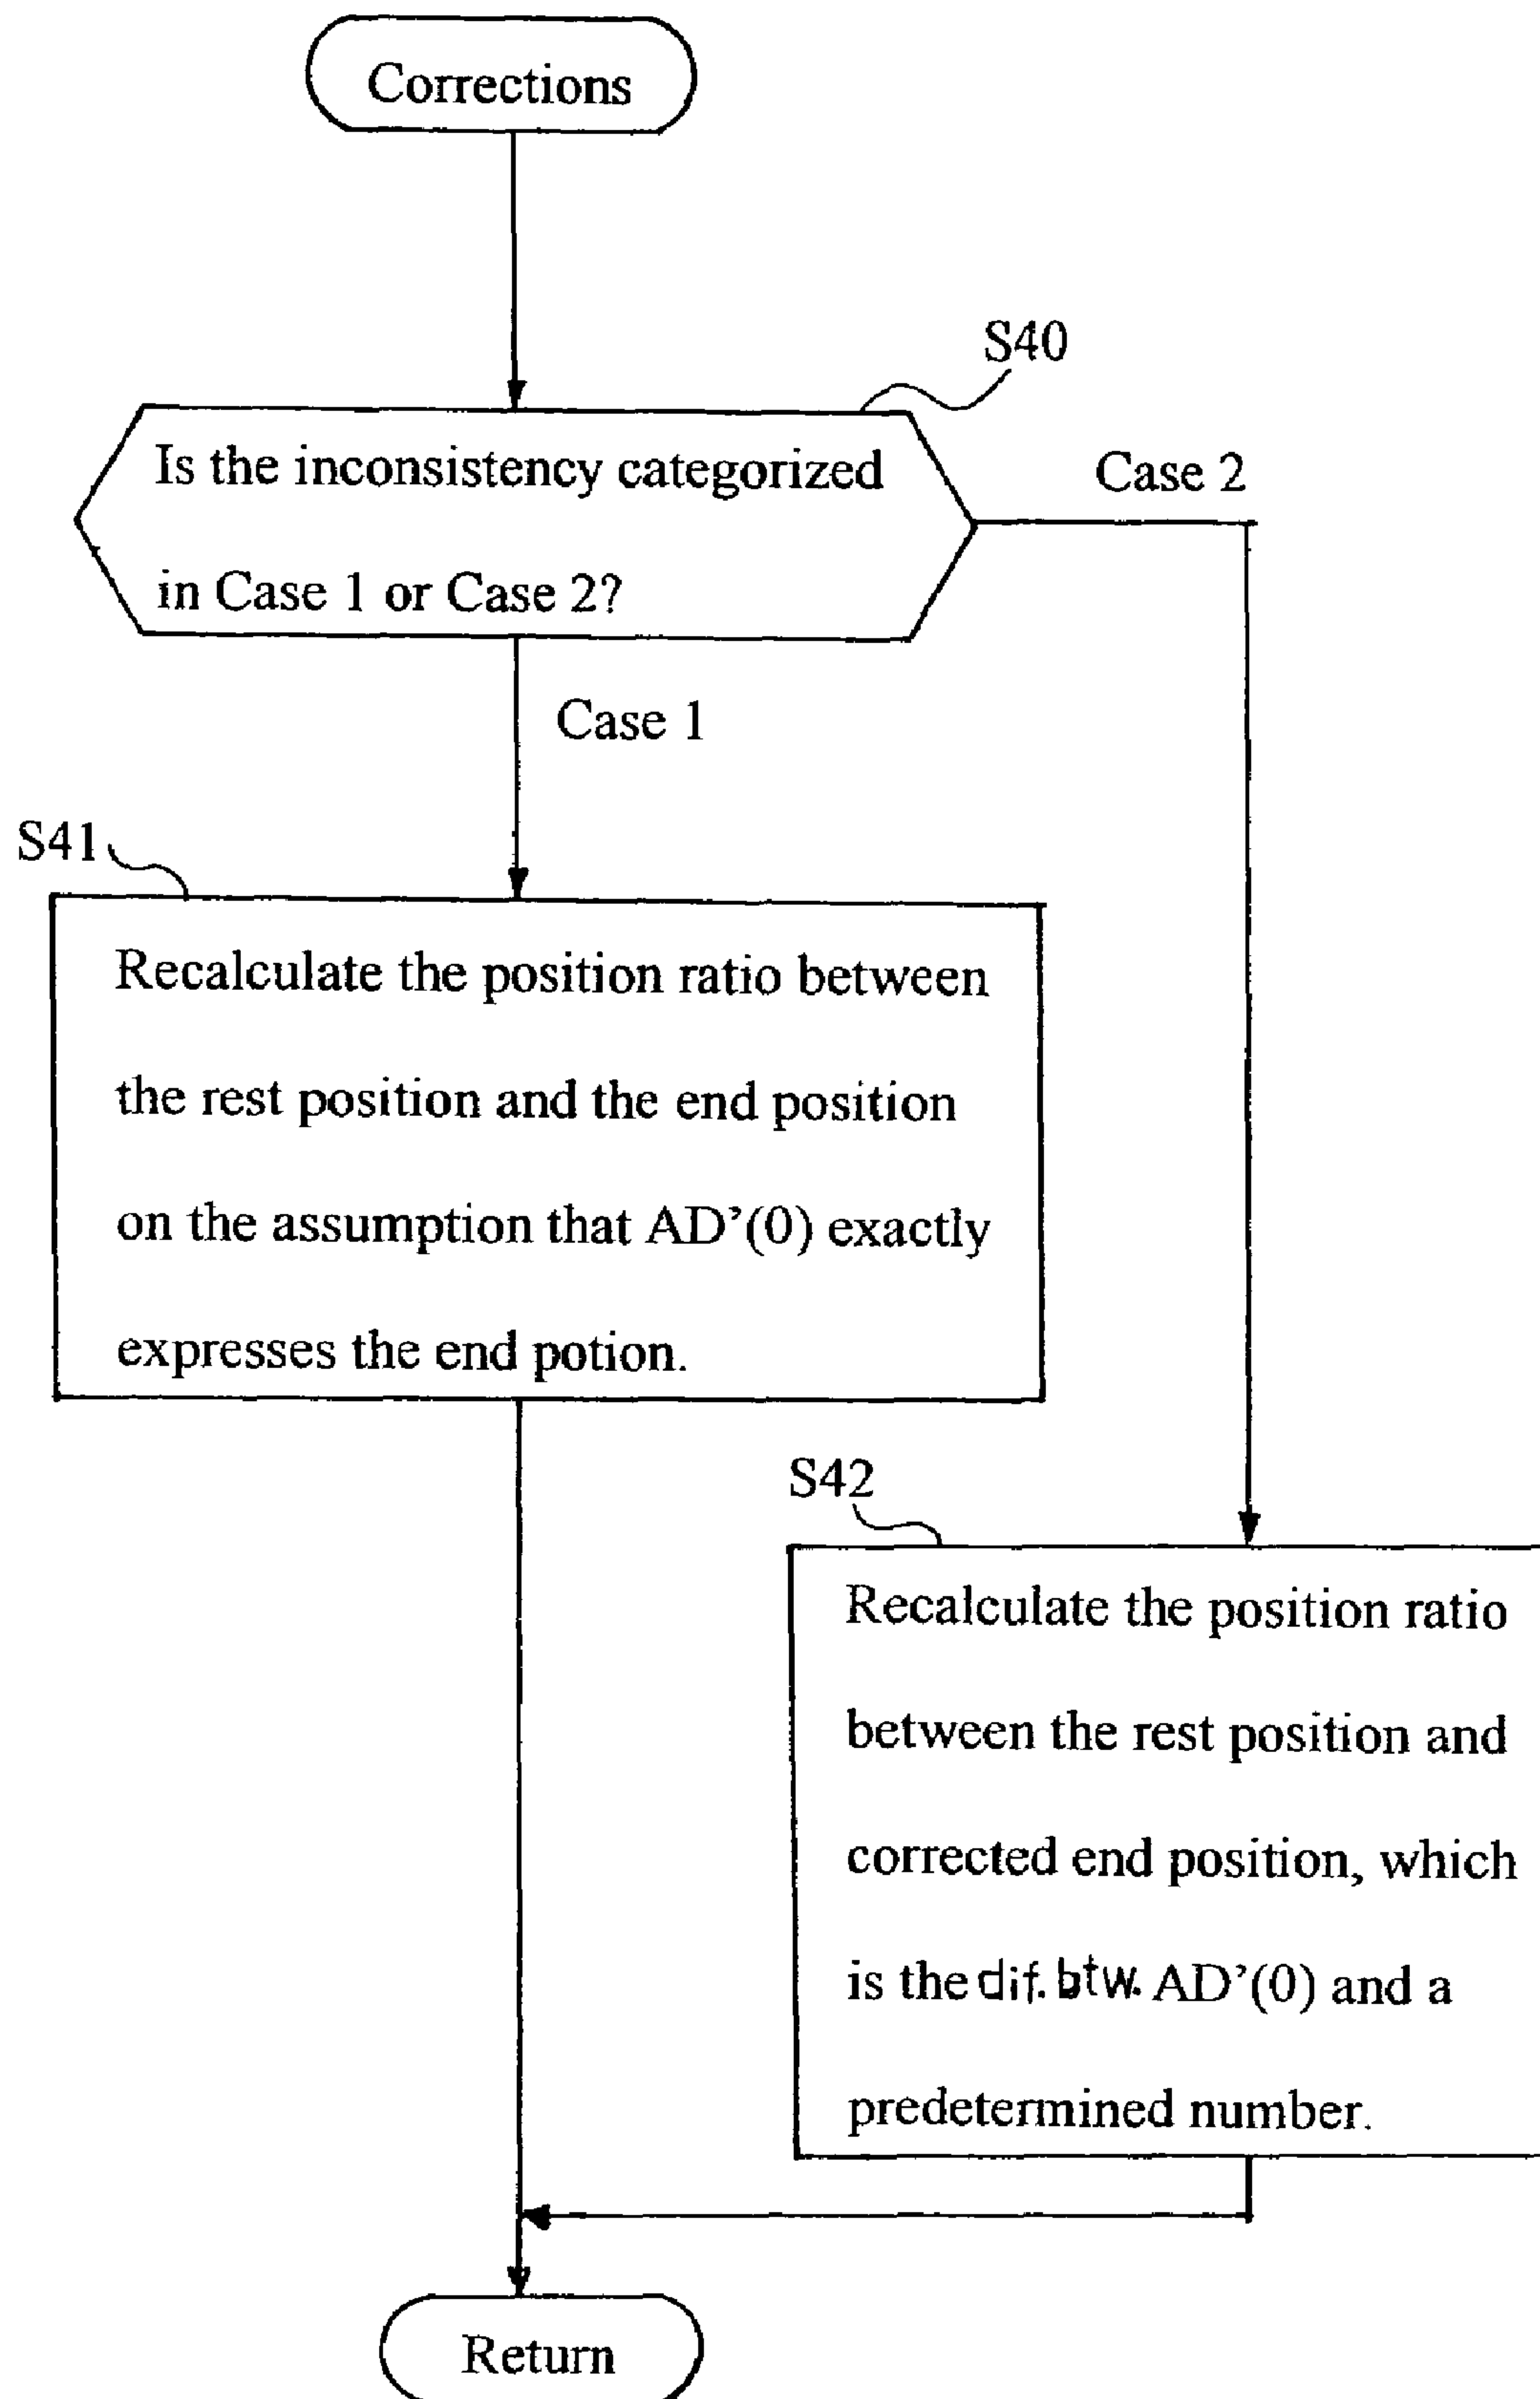 Corrections
S40
Is the inconsistency categorized
in Case 1 or Case 2?
Case 2
Case 1
S41
Recalculate the position ratio between
the rest position and the end position
on the assumption that AD’(0) exactly
expresses the end potion.
S42
Recalculate the position ratio
between the rest position and
corrected end position, which
is the dif. btw. AD’(0) and a
predetermined number.
Return